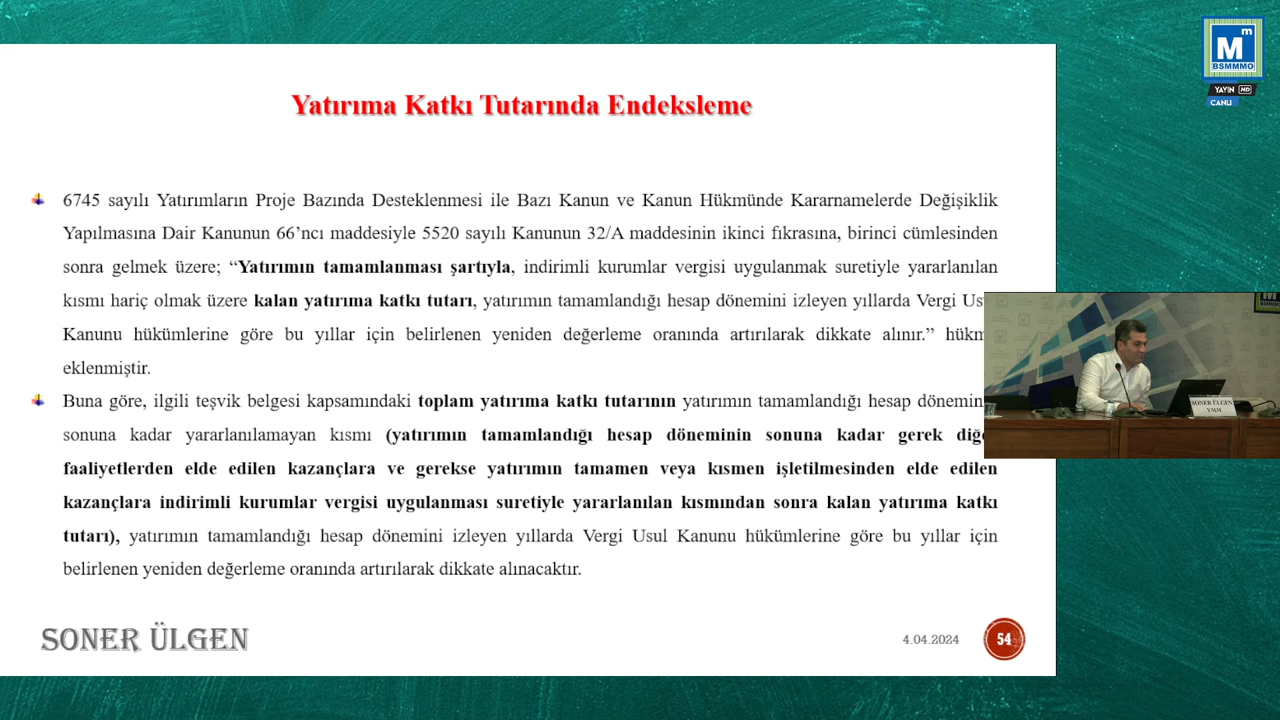 Yatırıma Katkı Tutarında Endeksleme
6745 sayılı Yatırımların Proje Bazında Desteklenmesi ile Bazı Kanun ve Kanun Hükmünde Kararnamelerde Değişiklik
Yapılmasına Dair Kanunun 66’ncı maddesiyle 5520 sayılı Kanunun 32/A maddesinin ikinci fıkrasına, birinci cümlesinden
sonra gelmek üzere; “Yatırımın tamamlanması şartıyla, indirimli kurumlar vergisi uygulanmak suretiyle yararlanılan
kısmı hariç olmak üzere kalan yatırıma katkı tutarı, yatırımın tamamlandığı hesap dönemini izleyen yıllarda Vergi
Kanunu hükümlerine göre bu yıllar için belirlenen yeniden değerleme oranında artırılarak dikkate alınır.”
eklenmiştir.
Buna göre, ilgili teşvik belgesi kapsamındaki toplam yatırıma katkı tutarının yatırımın tamamlandığı hesap
sonuna kadar yararlanılamayan kısmı (yatırımın tamamlandığı hesap döneminin sonuna kadar gerek
faaliyetlerden elde edilen kazançlara ve gerekse yatırımın tamamen veya kısmen işletilmesinden elde edilen
kazançlara indirimli kurumlar vergisi uygulanması suretiyle yararlanılan kısmından sonra kalan yatırıma katkı
tutarı), yatırımın tamamlandığı hesap dönemini izleyen yıllarda Vergi Usul Kanunu hükümlerine göre bu yıllar için
belirlenen yeniden değerleme oranında artırılarak dikkate alınacaktır.
SONER ÜLGEN
4.04.2024
54
Mm
BSMMMO
YAYIN HD
CANLI
SONER ÜLGEN
YMM